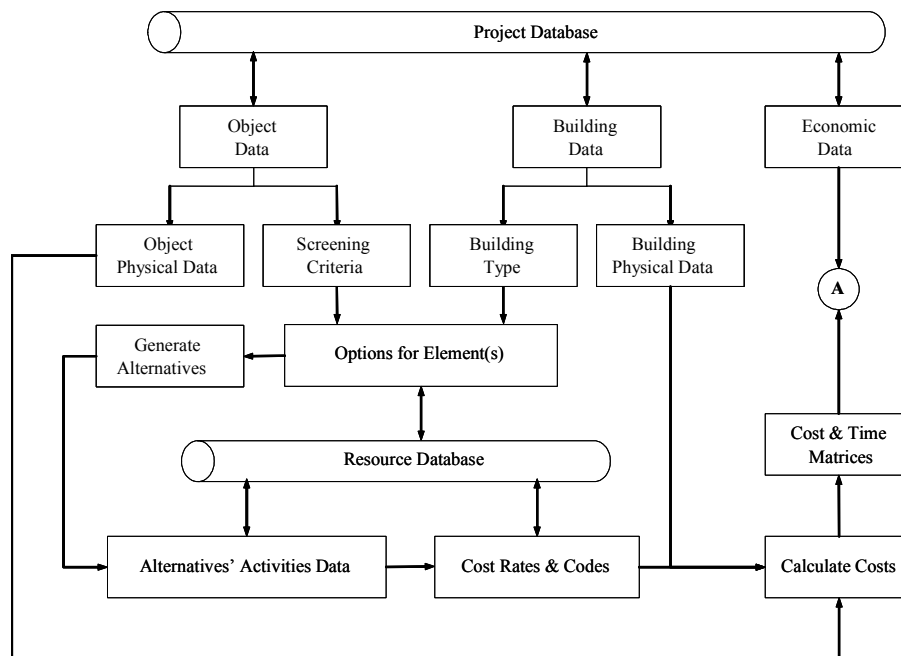 Project Database
Object
Data
Building
Data
Economic
Data
Object
Physical Data
Screening
Criteria
Building
Type
Building
Physical Data
A
Generate
Alternatives
Options for Element(s)
Cost & Time
Matrices
Resource Database
Alternatives’ Activities Data
Cost Rates & Codes
Calculate Costs